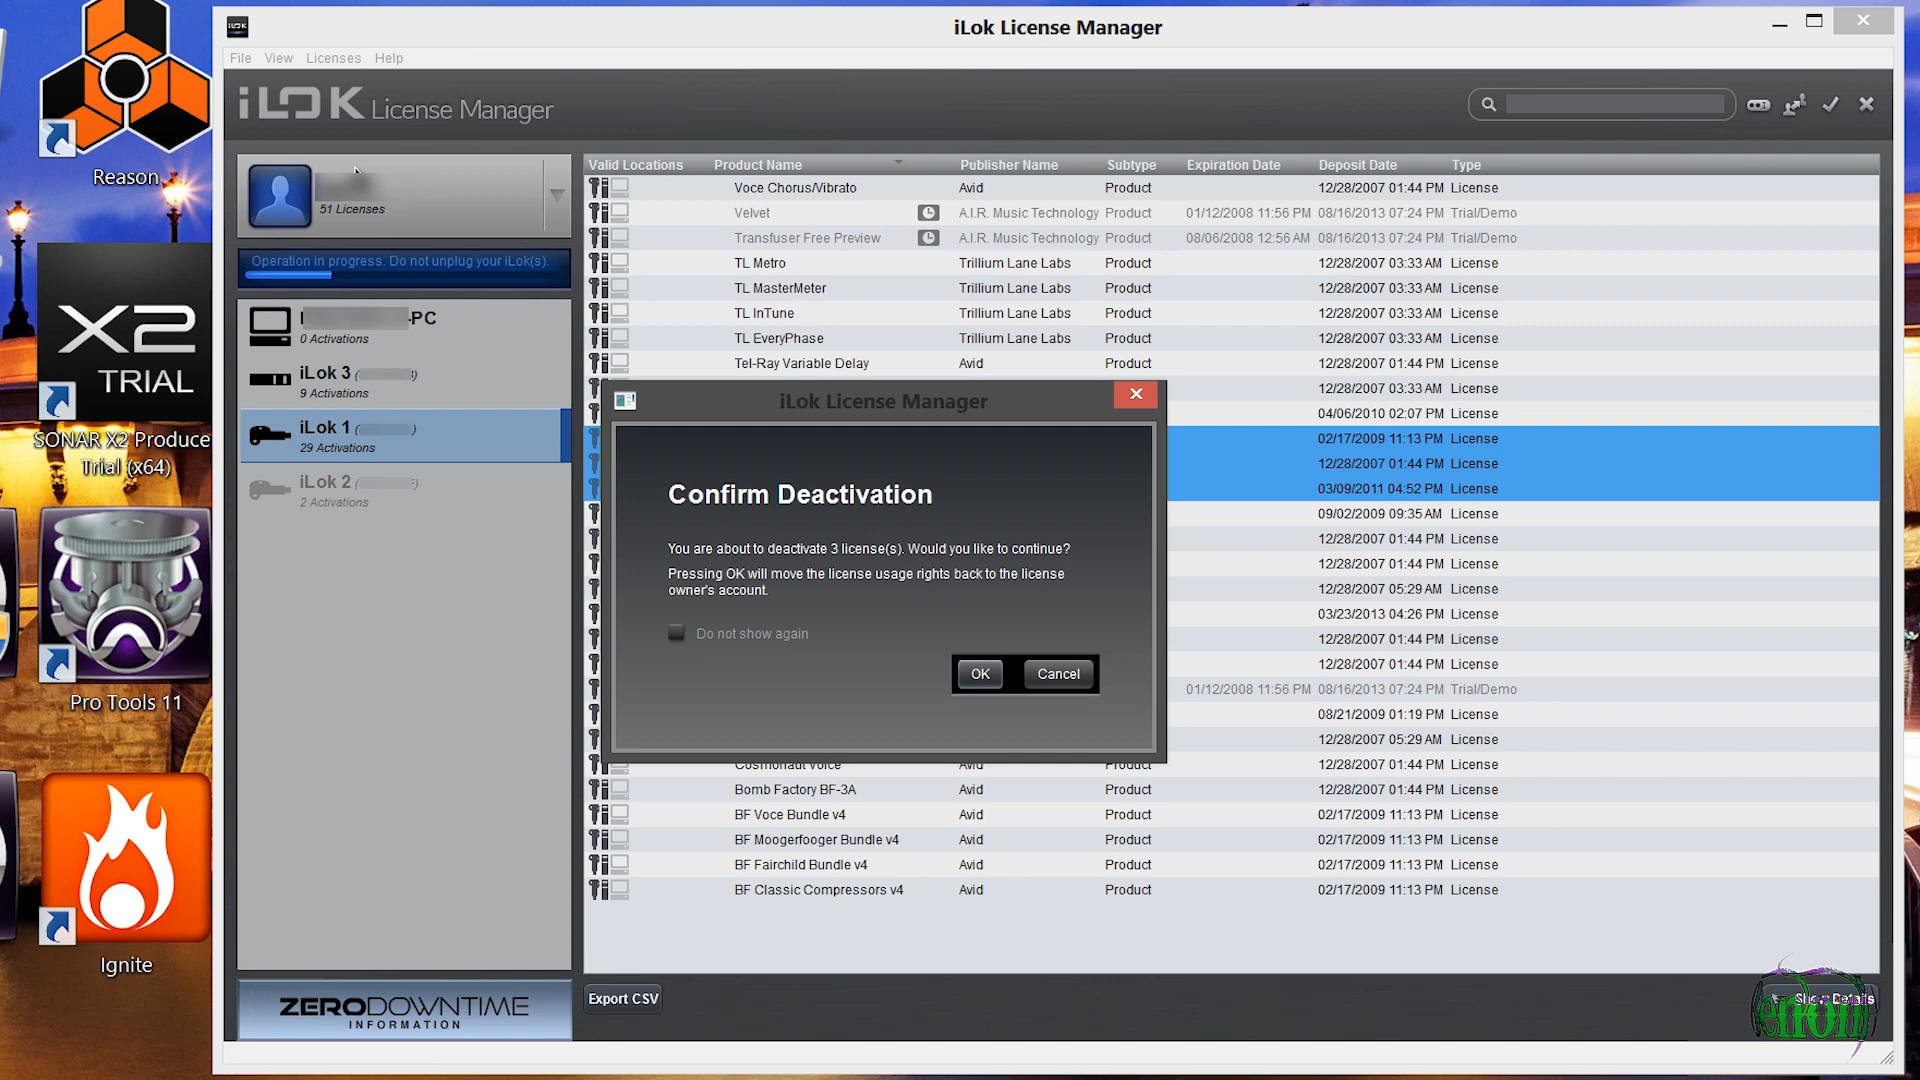 iLok License Manager
File View Licenses Help
iLOK License Manager
Reason
51 Licenses
Operation in progress. Do not unplug your iLok(s).
-PC
0 Activations
iLok 3
9 Activations
iLok 1
29 Activations
iLok 2
2 Activations
X2
TRIAL
SONAR X2 Produce
Trial (x64)
Pro Tools 11
Ignite
ZERODOWNTIME
INFORMATION
Valid Locations Product Name Publisher Name Subtype Expiration Date Deposit Date Type
Voce Chorus/Vibrato Avid Product 12/28/2007 01:44 PM License
Velvet A.I.R. Music Technology Product 01/12/2008 11:56 PM 08/16/2013 07:24 PM Trial/Demo
Transfuser Free Preview A.I.R. Music Technology Product 08/06/2008 12:56 AM 08/16/2013 07:24 PM Trial/Demo
TL Metro Trillium Lane Labs Product 12/28/2007 03:33 AM License
TL MasterMeter Trillium Lane Labs Product 12/28/2007 03:33 AM License
TL InTune Trillium Lane Labs Product 12/28/2007 03:33 AM License
TL EveryPhase Trillium Lane Labs Product 12/28/2007 03:33 AM License
Tel-Ray Variable Delay Avid Product 12/28/2007 01:44 PM License
12/28/2007 03:33 AM License
04/06/2010 02:07 PM License
02/17/2009 11:13 PM License
12/28/2007 01:44 PM License
03/09/2011 04:52 PM License
09/02/2009 09:35 AM License
12/28/2007 01:44 PM License
12/28/2007 01:44 PM License
12/28/2007 05:29 AM License
03/23/2013 04:26 PM License
12/28/2007 01:44 PM License
12/28/2007 01:44 PM License
01/12/2008 11:56 PM 08/16/2013 07:24 PM Trial/Demo
08/21/2009 01:19 PM License
12/28/2007 05:29 AM License
Cosmonaut Voice Avid Product 12/28/2007 01:44 PM License
Bomb Factory BF-3A Avid Product 12/28/2007 01:44 PM License
BF Voce Bundle v4 Avid Product 02/17/2009 11:13 PM License
BF Moogerfooger Bundle v4 Avid Product 02/17/2009 11:13 PM License
BF Fairchild Bundle v4 Avid Product 02/17/2009 11:13 PM License
BF Classic Compressors v4 Avid Product 02/17/2009 11:13 PM License
iLok License Manager
Confirm Deactivation
You are about to deactivate 3 license(s). Would you like to continue?
Pressing OK will move the license usage rights back to the license
owner's account.
Do not show again
OK Cancel
Export CSV
Show Details